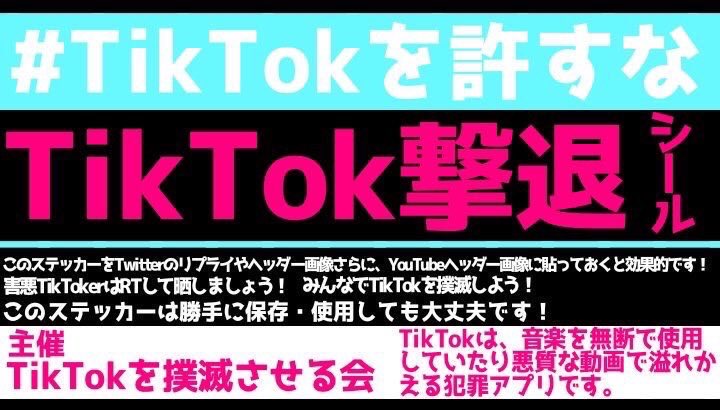 #TikTokを許すな
TikTok撃退シール
このステッカーをTwitterのリプライやヘッダー画像さらに、YouTubeヘッダー画像に貼っておくと効果的です！
害悪TikTokerはRTして晒しましょう！ みんなでTikTokを撲滅しよう！
このステッカーは勝手に保存・使用しても大丈夫です！
主催
TikTokを撲滅させる会
TikTokは、音楽を無断で使用
していたり悪質な動画で溢れか
える犯罪アプリです。